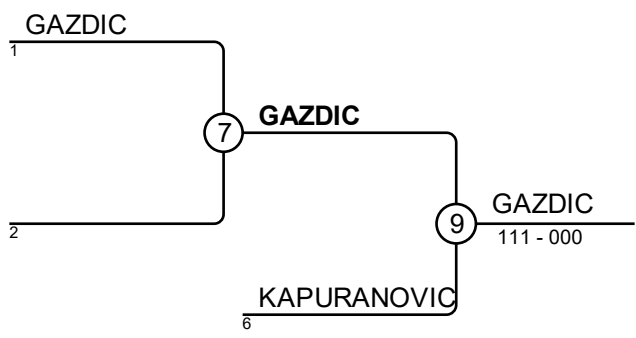 GAZDIC
1
7
GAZDIC
2
9
GAZDIC
111 - 000
KAPURANOVIC
6